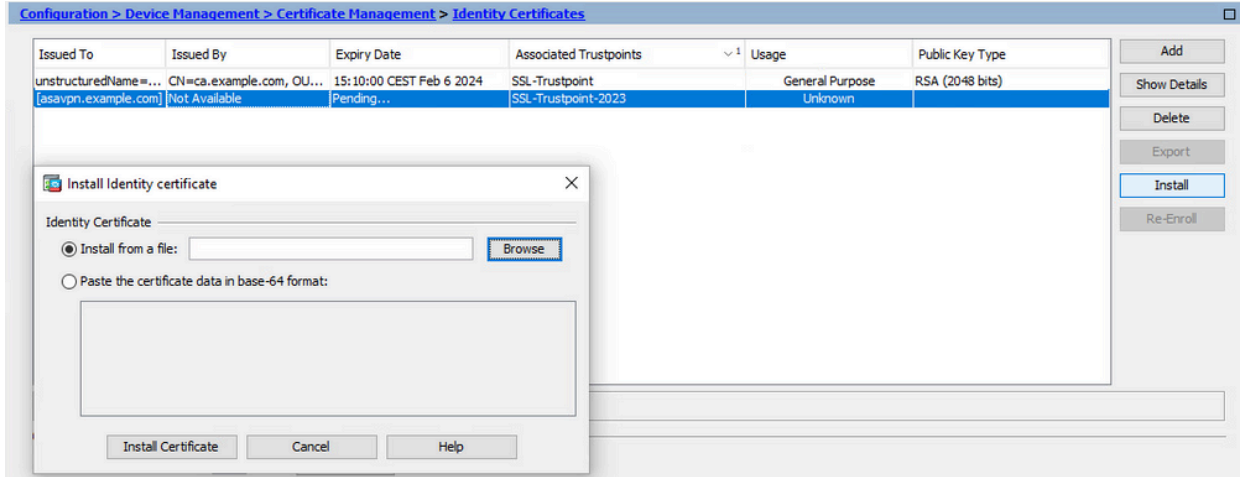 Configuration > Device Management > Certificate Management > Identity Certificates
Issued To Issued By Expiry Date Associated Trustpoints 1 Usage Public Key Type
unstructuredName=... CN=ca.example.com, OU... 15:10:00 CEST Feb 6 2024 SSL-Trustpoint General Purpose RSA (2048 bits)
[asavpn.example.com] Not Available Pending... SSL-Trustpoint-2023 Unknown
Add
Show Details
Delete
Export
Install
Re-Enroll
Install Identity certificate
Identity Certificate
Install from a file: Browse
Paste the certificate data in base-64 format:
Install Certificate Cancel Help